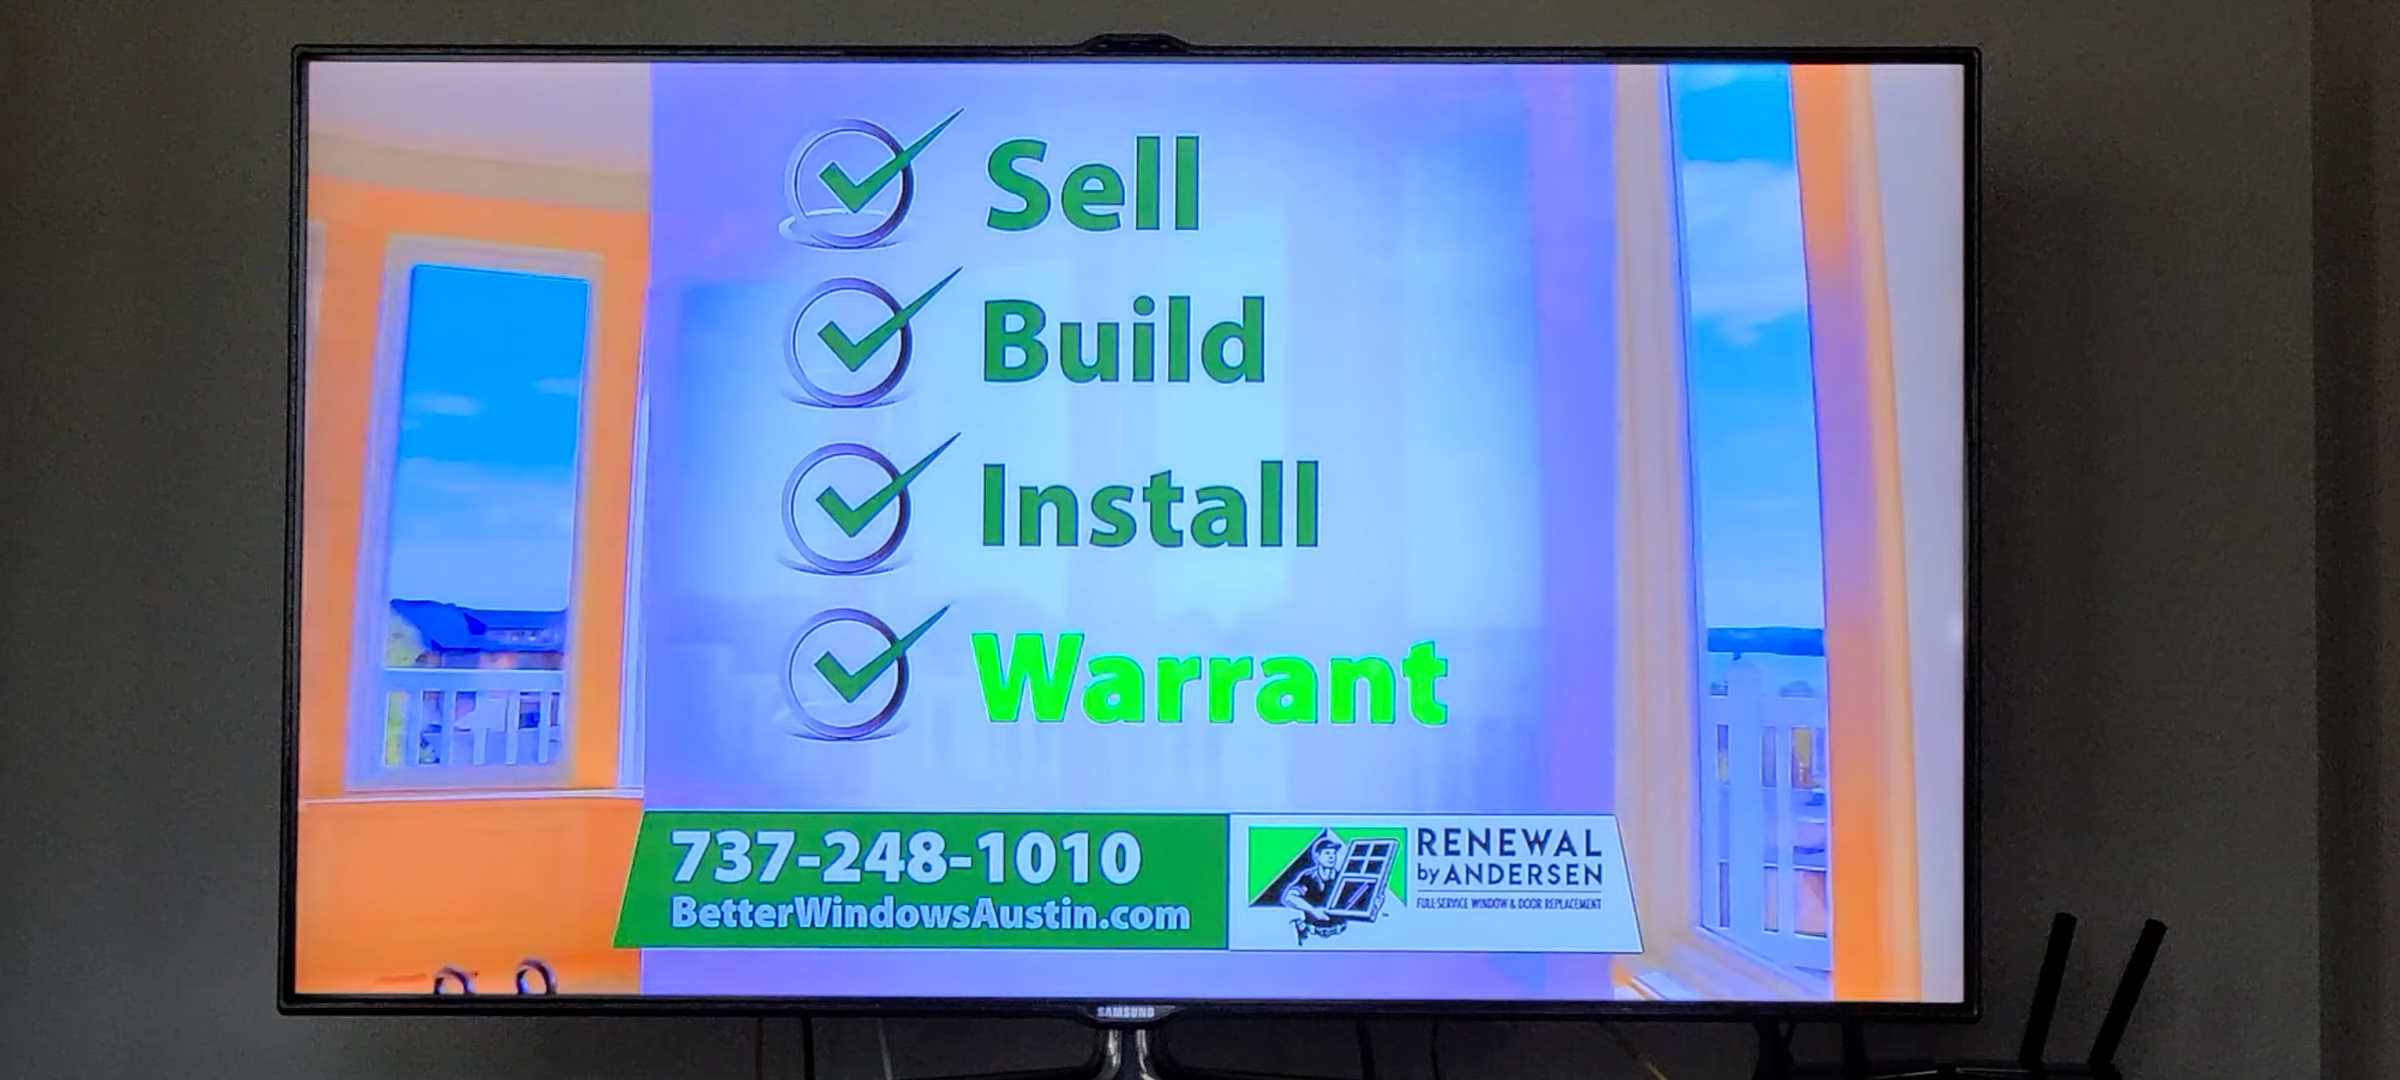 Sell
Build
Install
Warrant
737-248-1010
BetterWindowsAustin.com
RENEWAL
by ANDERSEN
FULL-SERVICE WINDOW & DOOR REPLACEMENT
SAMSUNG